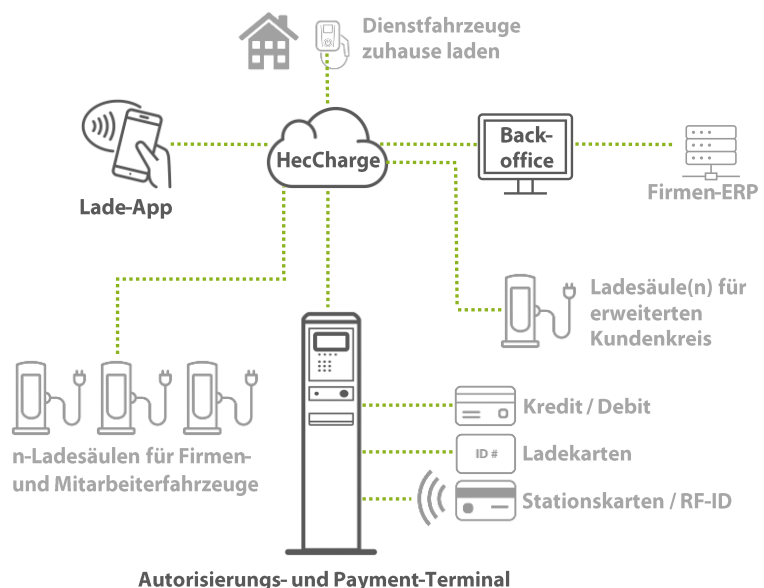 Dienstfahrzeuge
zuhause laden
HecCharge
Back-
office
Lade-App
Firmen-ERP
Ladesäule(n) für
erweiterten
Kundenkreis
n-Ladesäulen für Firmen-
und Mitarbeiterfahrzeuge
Kredit / Debit
ID #
Ladekarten
Stationskarten / RF-ID
Autorisierungs- und Payment-Terminal